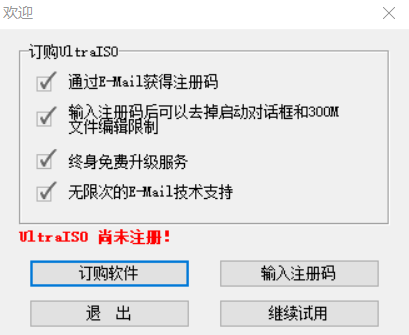 欢迎
订购UltraISO
通过E-Mail获得注册码
输入注册码后可以去掉启动对话框和300M
文件编辑限制
终身免费升级服务
无限次的E-Mail技术支持
UltraISO 尚未注册!
订购软件
输入注册码
退 出
继续试用